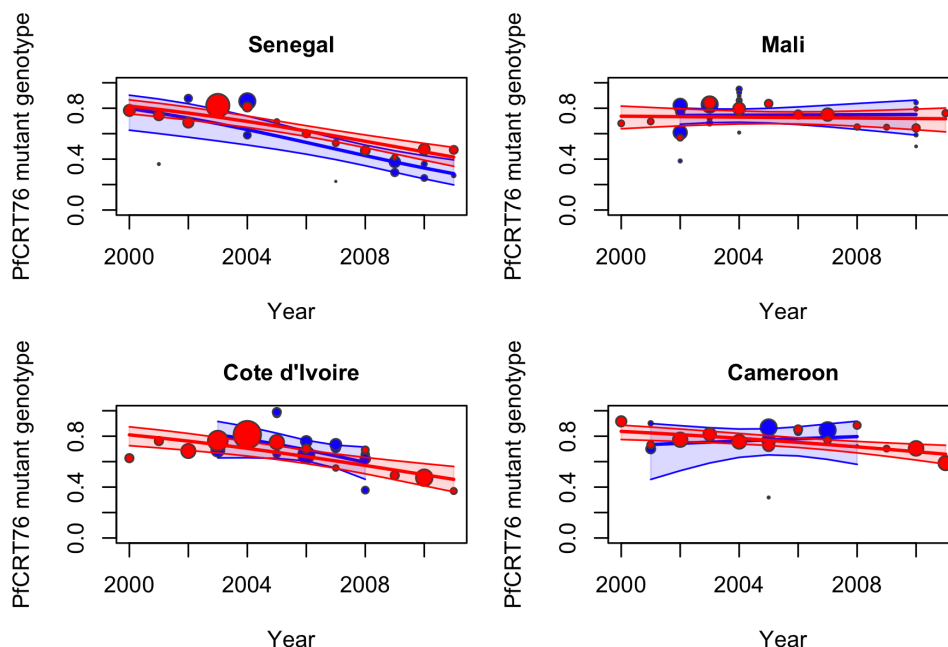 Senegal
PfCRT76 mutant genotype
0.0 0.4 0.8
2000 2004 2008
Year
Mali
PfCRT76 mutant genotype
0.0 0.4 0.8
2000 2004 2008
Year
Cote d'Ivoire
PfCRT76 mutant genotype
0.0 0.4 0.8
2000 2004 2008
Year
Cameroon
PfCRT76 mutant genotype
0.0 0.4 0.8
2000 2004 2008
Year